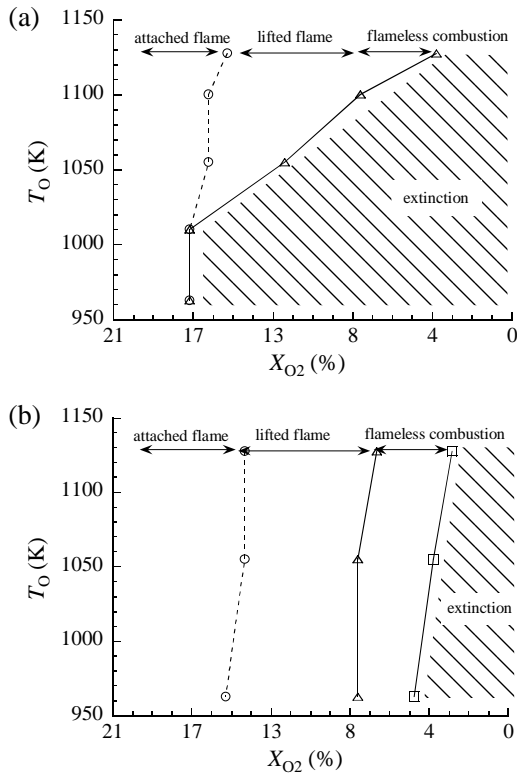 (a)
attached flame lifted flame flameless combustion
1150
1100
1050
1000
950
T_O (K)
extinction
21 17 13 8 4 0
X_O2 (%)
(b)
attached flame lifted flame flameless combustion
1150
1100
1050
1000
950
T_O (K)
extinction
21 17 13 8 4 0
X_O2 (%)